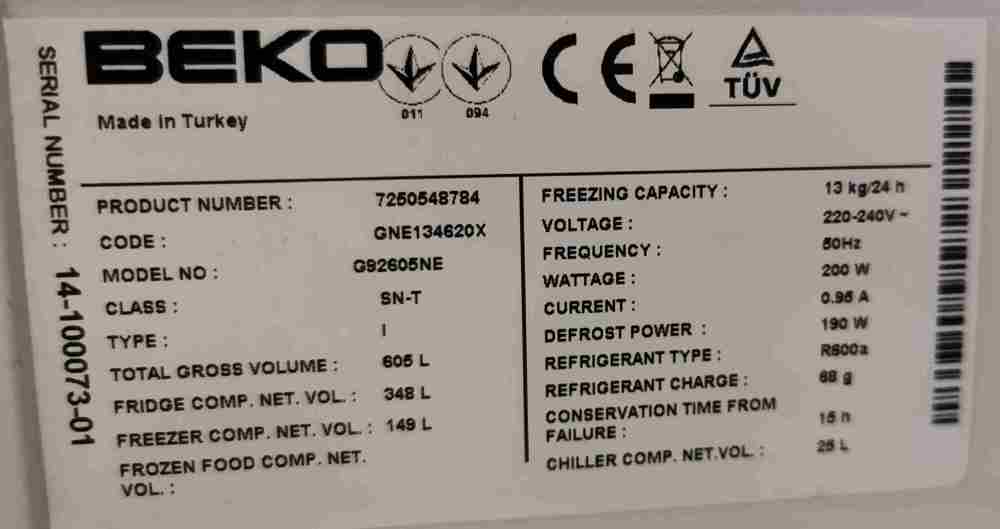 BEKO
011 094
CE
TÜV
Made in Turkey
SERIAL NUMBER : 14-100073-01
PRODUCT NUMBER : 7250548784
CODE : GNE134620X
MODEL NO : G92605NE
CLASS : SN-T
TYPE : I
TOTAL GROSS VOLUME : 605 L
FRIDGE COMP. NET. VOL. : 348 L
FREEZER COMP. NET. VOL. : 149 L
FROZEN FOOD COMP. NET.
VOL. :
FREEZING CAPACITY : 13 kg/24 h
VOLTAGE : 220-240V ~
FREQUENCY : 50Hz
WATTAGE : 200 W
CURRENT : 0.95 A
DEFROST POWER : 190 W
REFRIGERANT TYPE : R600a
REFRIGERANT CHARGE : 68 g
CONSERVATION TIME FROM
FAILURE : 15 h
CHILLER COMP. NET.VOL. : 25 L